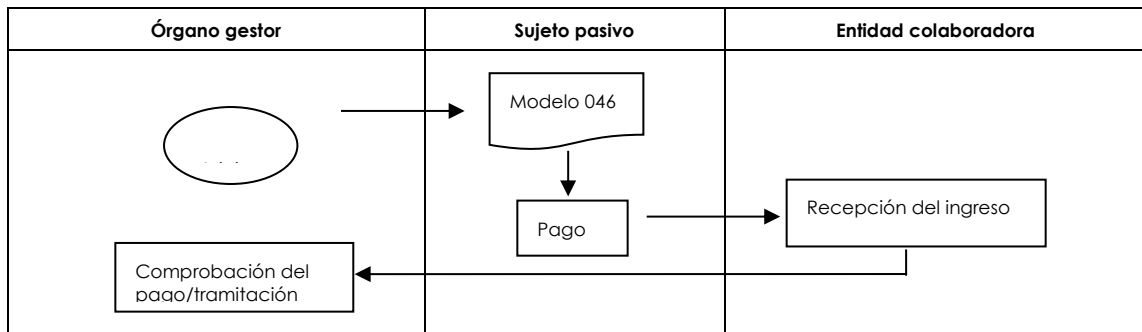 Órgano gestor
Sujeto pasivo
Entidad colaboradora
Modelo 046
Pago
Recepción del ingreso
Comprobación del
pago/tramitación